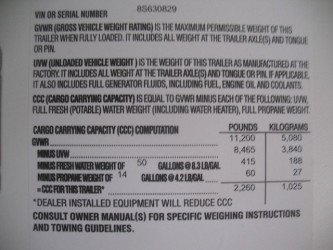 VIN OR SERIAL NUMBER 8S630829
GVWR (GROSS VEHICLE WEIGHT RATING) IS THE MAXIMUM PERMISSIBLE WEIGHT OF THIS
TRAILER WHEN FULLY LOADED. IT INCLUDES ALL WEIGHT AT THE TRAILER AXLE(S) AND TONGUE
OR PIN.
UVW (UNLOADED VEHICLE WEIGHT) IS THE WEIGHT OF THIS TRAILER AS MANUFACTURED AT THE
FACTORY. IT INCLUDES ALL WEIGHT AT THE TRAILER AXLE(S) AND TONGUE OR PIN. IF APPLICABLE,
IT ALSO INCLUDES FULL GENERATOR FLUIDS, INCLUDING FUEL, ENGINE OIL AND COOLANTS.
CCC (CARGO CARRYING CAPACITY) IS EQUAL TO GVWR MINUS EACH OF THE FOLLOWING: UVW,
FULL FRESH (POTABLE) WATER WEIGHT (INCLUDING WATER HEATER), FULL PROPANE WEIGHT.
CARGO CARRYING CAPACITY (CCC) COMPUTATION POUNDS KILOGRAMS
GVWR 11,200 5,080
MINUS UVW 8,465 3,840
MINUS FRESH WATER WEIGHT OF 50 GALLONS @ 8.3 LB/GAL 415 188
MINUS PROPANE WEIGHT OF 14 GALLONS @ 4.2 LB/GAL 60 27
=CCC FOR THIS TRAILER* 2,260 1,025
*DEALER INSTALLED EQUIPMENT WILL REDUCE CCC
CONSULT OWNER MANUAL(S) FOR SPECIFIC WEIGHING INSTRUCTIONS
AND TOWING GUIDELINES.